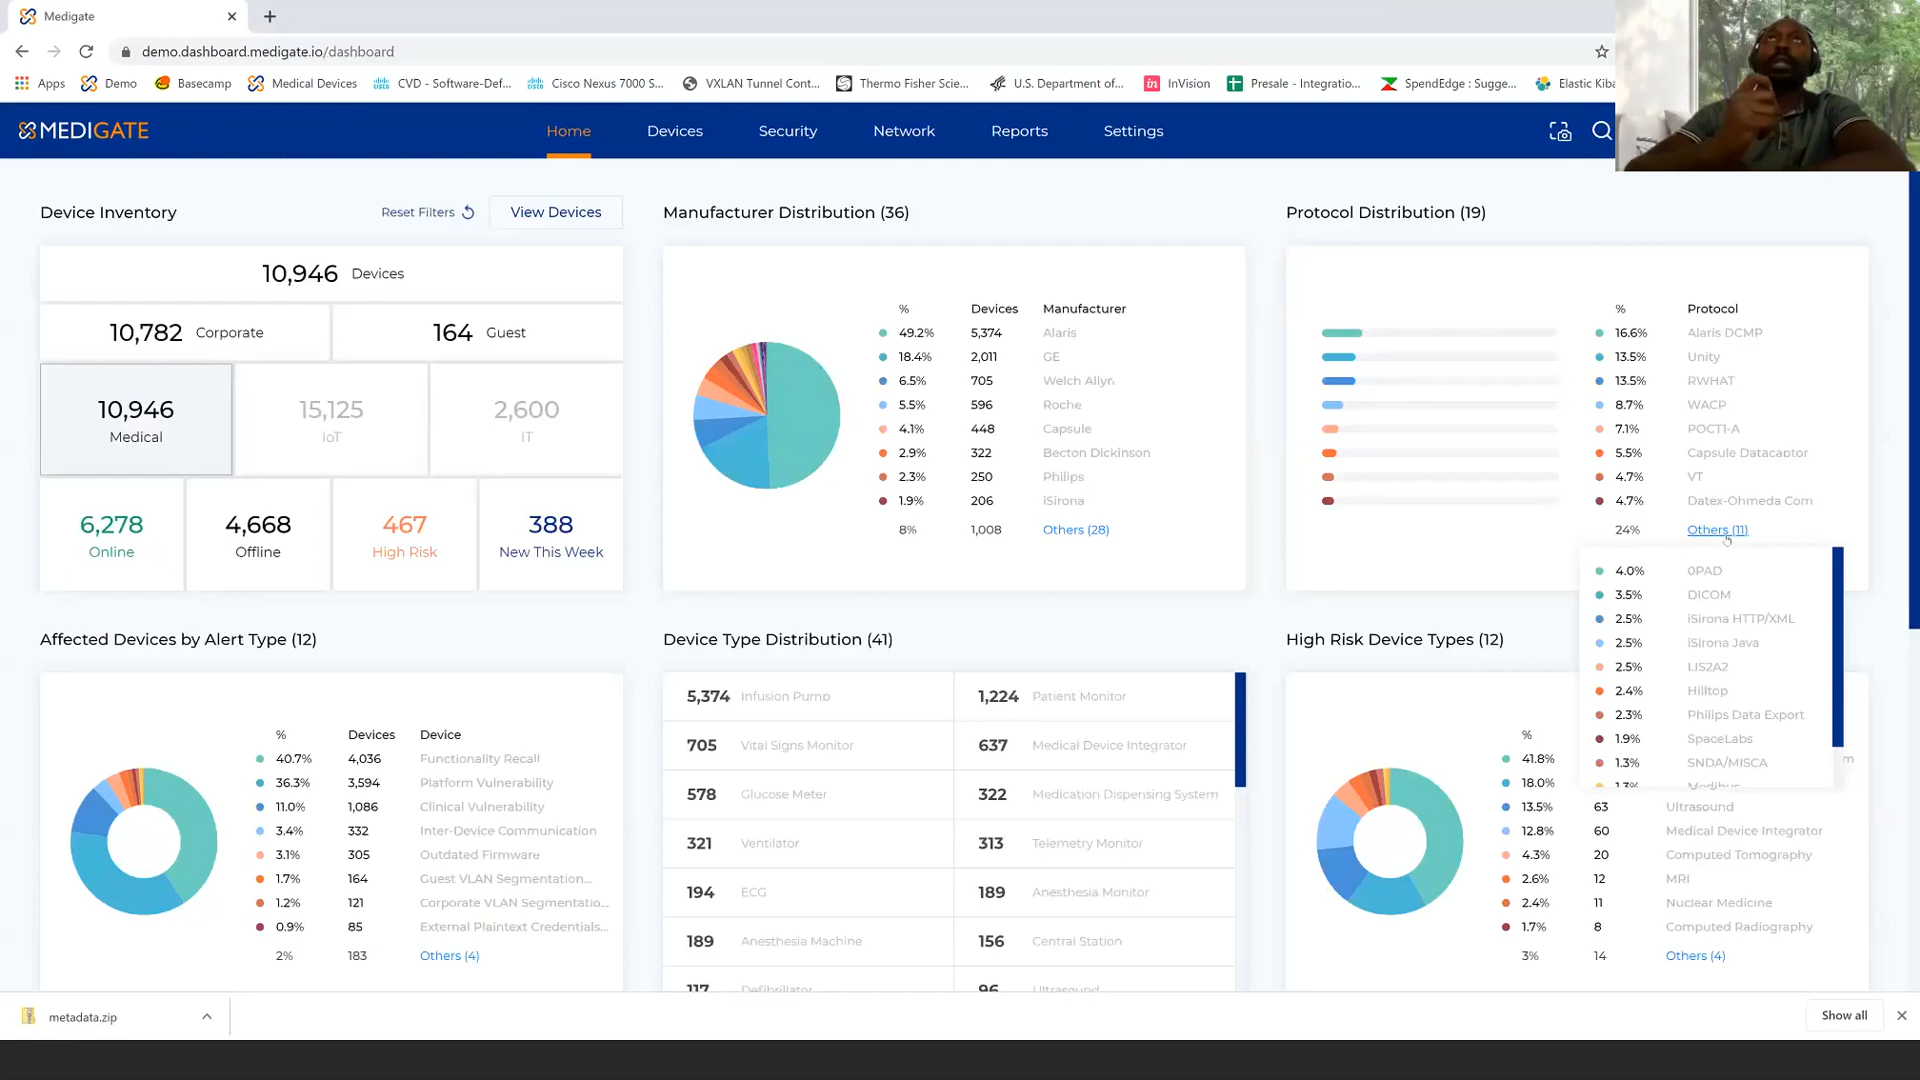 Medigate
demo.dashboard.medigate.io/dashboard
Apps
Demo
Basecamp
Medical Devices
CVD - Software-Def...
Cisco Nexus 7000 S...
VXLAN Tunnel Cont...
Thermo Fisher Scie...
U.S. Department of...
InVision
Presale - Integratio...
SpendEdge : Sugge...
Elastic Kiba
MEDIGATE
Home
Devices
Security
Network
Reports
Settings
Device Inventory
Reset Filters
View Devices
10,946 Devices
10,782 Corporate
164 Guest
10,946
Medical
15,125
IoT
2,600
IT
6,278
Online
4,668
Offline
467
High Risk
388
New This Week
Manufacturer Distribution (36)
% Devices Manufacturer
49.2% 5,374 Alaris
18.4% 2,011 GE
6.5% 705 Welch Allyn
5.5% 596 Roche
4.1% 448 Capsule
2.9% 322 Becton Dickinson
2.3% 250 Philips
1.9% 206 iSirona
8% 1,008 Others (28)
Protocol Distribution (19)
% Protocol
16.6% Alaris DCMP
13.5% Unity
13.5% RWHAT
8.7% WACP
7.1% POCT1-A
5.5% Capsule Datacaptor
4.7% VT
4.7% Datex-Ohmeda Com
24% Others (11)
4.0% 0PAD
3.5% DICOM
2.5% iSirona HTTP/XML
2.5% iSirona Java
2.5% LIS2A2
2.4% Hilltop
2.3% Philips Data Export
1.9% SpaceLabs
1.3% SNDA/MISCA
1.3% Medibus
Affected Devices by Alert Type (12)
% Devices Device
40.7% 4,036 Functionality Recall
36.3% 3,594 Platform Vulnerability
11.0% 1,086 Clinical Vulnerability
3.4% 332 Inter-Device Communication
3.1% 305 Outdated Firmware
1.7% 164 Guest VLAN Segmentation...
1.2% 121 Corporate VLAN Segmentatio...
0.9% 85 External Plaintext Credentials...
2% 183 Others (4)
Device Type Distribution (41)
5,374 Infusion Pump
1,224 Patient Monitor
705 Vital Signs Monitor
637 Medical Device Integrator
578 Glucose Meter
322 Medication Dispensing System
321 Ventilator
313 Telemetry Monitor
194 ECG
189 Anesthesia Monitor
189 Anesthesia Machine
156 Central Station
117 Defibrillator
96 Ultrasound
High Risk Device Types (12)
%
41.8%
18.0%
13.5% 63 Ultrasound
12.8% 60 Medical Device Integrator
4.3% 20 Computed Tomography
2.6% 12 MRI
2.4% 11 Nuclear Medicine
1.7% 8 Computed Radiography
3% 14 Others (4)
metadata.zip
Show all